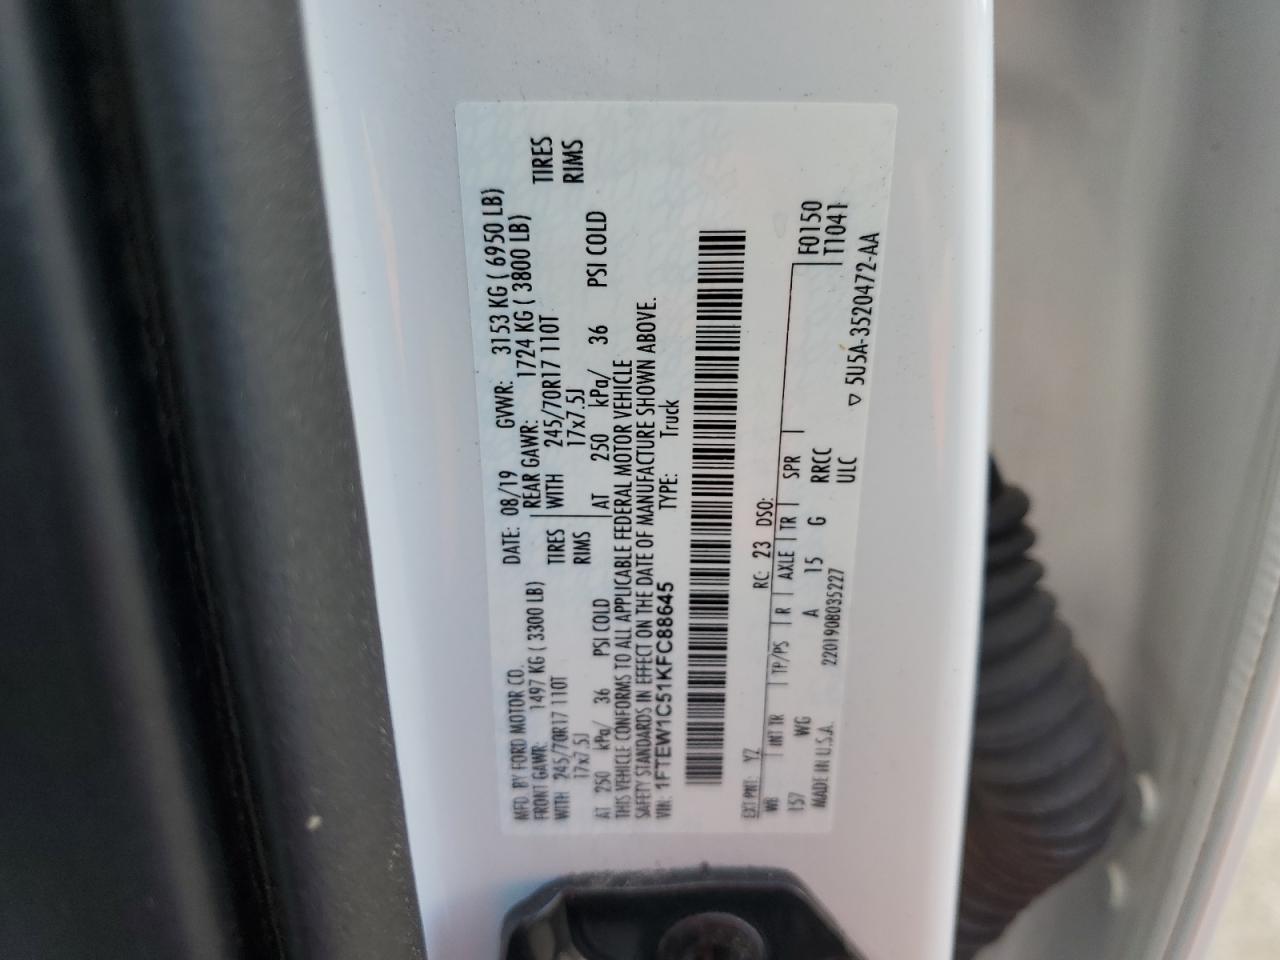 MFD. BY FORD MOTOR CO. DATE: 08/19 GVWR: 3153 KG ( 6950 LB)
FRONT GAWR: 1497 KG ( 3300 LB) REAR GAWR: 1724 KG ( 3800 LB)
WITH 245/70R17 110T TIRES WITH 245/70R17 110T TIRES
17x7.5J RIMS 17x7.5J RIMS
AT 250 kPa/ 36 PSI COLD AT 250 kPa/ 36 PSI COLD
THIS VEHICLE CONFORMS TO ALL APPLICABLE FEDERAL MOTOR VEHICLE
SAFETY STANDARDS IN EFFECT ON THE DATE OF MANUFACTURE SHOWN ABOVE.
VIN: 1FTEW1C51KFC88645 TYPE: Truck
EXT PNT: YZ RC: 23 DSO:
WB INT TR TP/PS R AXLE TR SPR F0150
157 WG A 15 G RRCC T1041
MADE IN U.S.A. 2201908035227 ULC
▽ 5U5A-3520472-AA